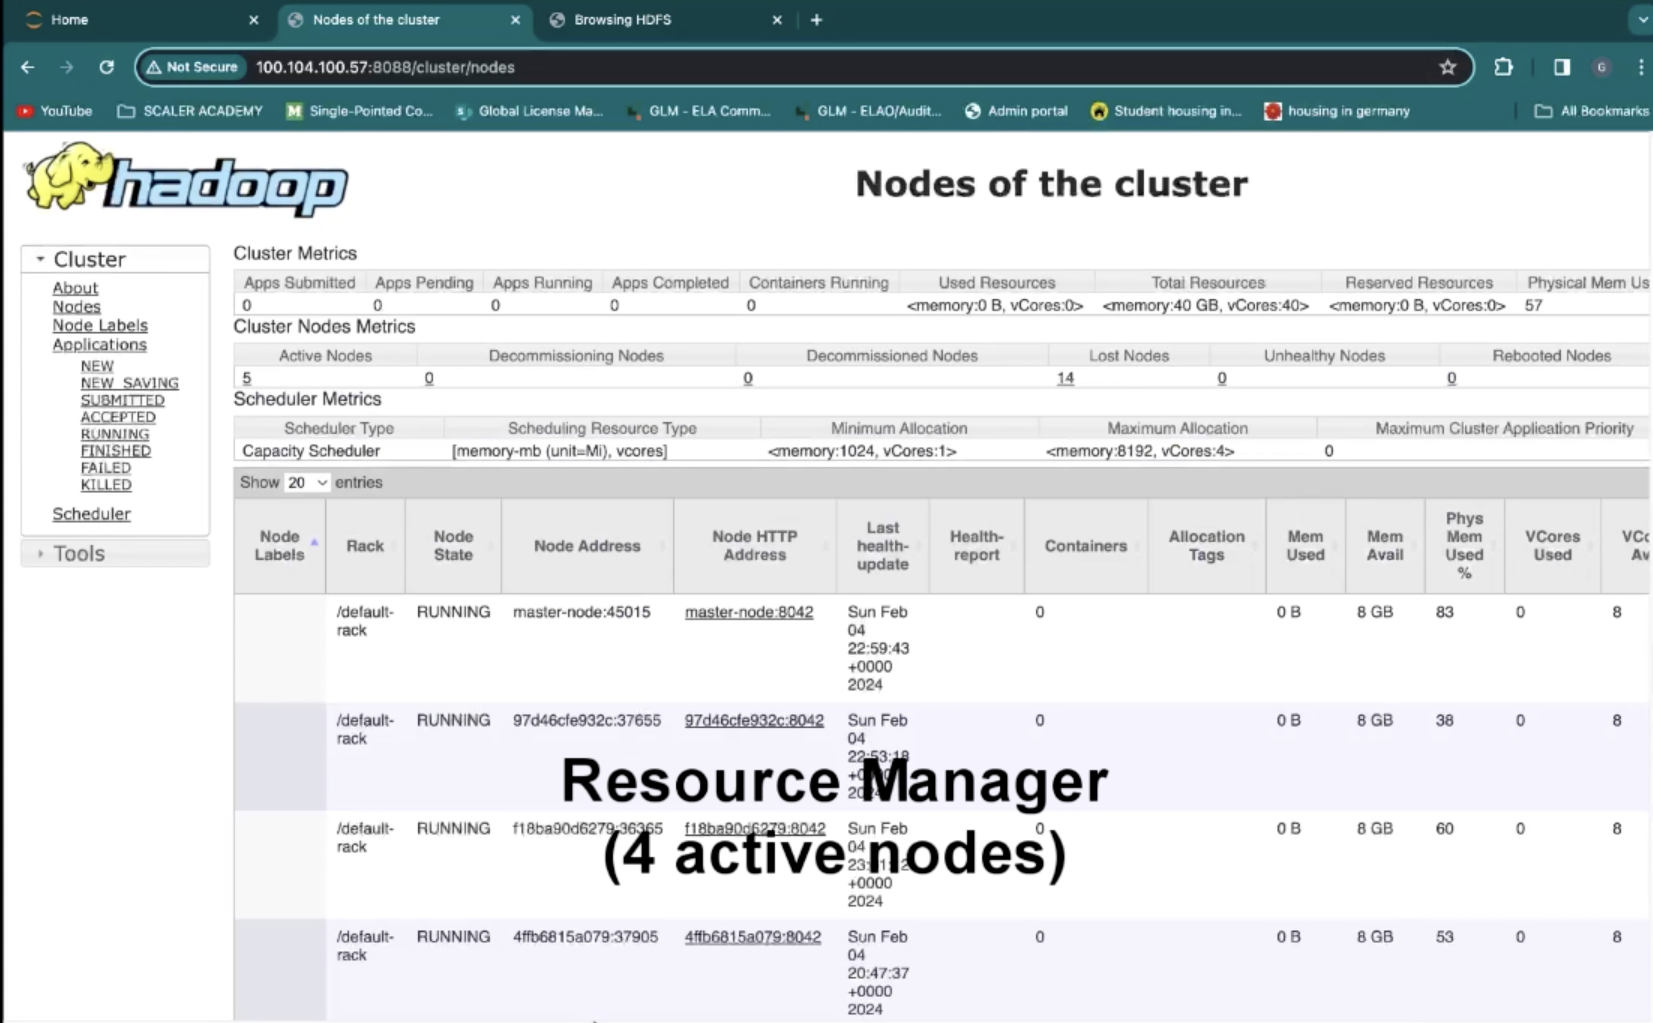 Home
Nodes of the cluster
Browsing HDFS
Not Secure 100.104.100.57:8088/cluster/nodes
YouTube SCALER ACADEMY Single-Pointed Co... Global License Ma... GLM - ELA Comm... GLM - ELAO/Audit... Admin portal Student housing in... housing in germany All Bookmarks
hadoop
Nodes of the cluster
Cluster
About
Nodes
Node Labels
Applications
NEW
NEW_SAVING
SUBMITTED
ACCEPTED
RUNNING
FINISHED
FAILED
KILLED
Scheduler
Tools
Cluster Metrics
Apps Submitted Apps Pending Apps Running Apps Completed Containers Running Used Resources Total Resources Reserved Resources Physical Mem Us
0 0 0 0 0 <memory:0 B, vCores:0> <memory:40 GB, vCores:40> <memory:0 B, vCores:0> 57
Cluster Nodes Metrics
Active Nodes Decommissioning Nodes Decommissioned Nodes Lost Nodes Unhealthy Nodes Rebooted Nodes
5 0 0 14 0 0
Scheduler Metrics
Scheduler Type Scheduling Resource Type Minimum Allocation Maximum Allocation Maximum Cluster Application Priority
Capacity Scheduler [memory-mb (unit=Mi), vcores] <memory:1024, vCores:1> <memory:8192, vCores:4> 0
Show 20 entries
Node Labels Rack Node State Node Address Node HTTP Address Last health-update Health-report Containers Allocation Tags Mem Used Mem Avail Phys Mem Used % VCores Used
/default-rack RUNNING master-node:45015 master-node:8042 Sun Feb 04 22:59:43 +0000 2024 0 0 B 8 GB 83 0 8
/default-rack RUNNING 97d46cfe932c:37655 97d46cfe932c:8042 Sun Feb 04 22:53:18 0 0 B 8 GB 38 0 8
Resource Manager
(4 active nodes)
/default-rack RUNNING f18ba90d6279:36365 f18ba90d6279:8042 Sun Feb 04 +0000 2024 0 0 B 8 GB 60 0 8
/default-rack RUNNING 4ffb6815a079:37905 4ffb6815a079:8042 Sun Feb 04 20:47:37 +0000 2024 0 0 B 8 GB 53 0 8